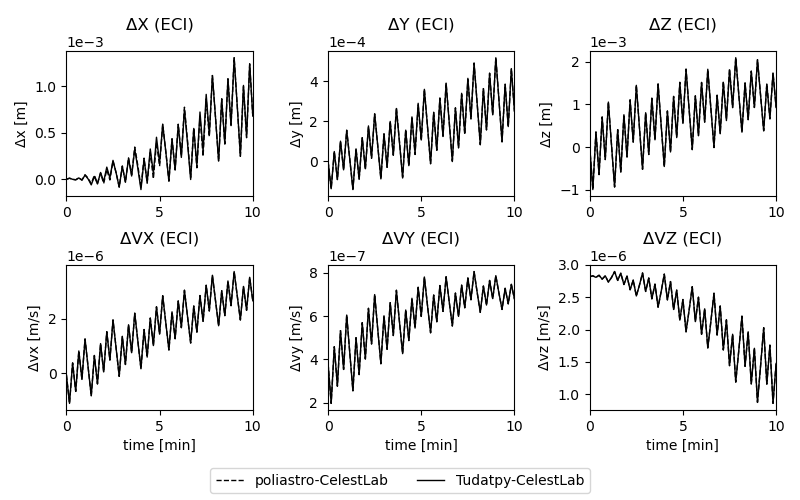 ΔX (ECI) ΔY (ECI) ΔZ (ECI)
1e−3 1e−4 1e−3
Δx [m] 1.0 0.5 0.0
Δy [m] 4 2 0
Δz [m] 2 1 0 −1
0 5 10 0 5 10 0 5 10
ΔVX (ECI) ΔVY (ECI) ΔVZ (ECI)
1e−6 1e−7 1e−6
Δvx [m/s] 2 0
Δvy [m/s] 8 6 4 2
Δvz [m/s] 3.0 2.5 2.0 1.5 1.0
0 5 10 0 5 10 0 5 10
time [min] time [min] time [min]
poliastro-CelestLab Tudatpy-CelestLab